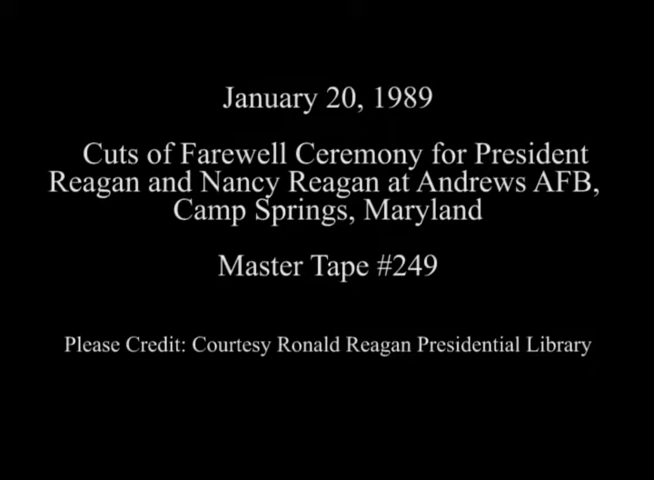 January 20, 1989
Cuts of Farewell Ceremony for President
Reagan and Nancy Reagan at Andrews AFB,
Camp Springs, Maryland
Master Tape #249
Please Credit: Courtesy Ronald Reagan Presidential Library